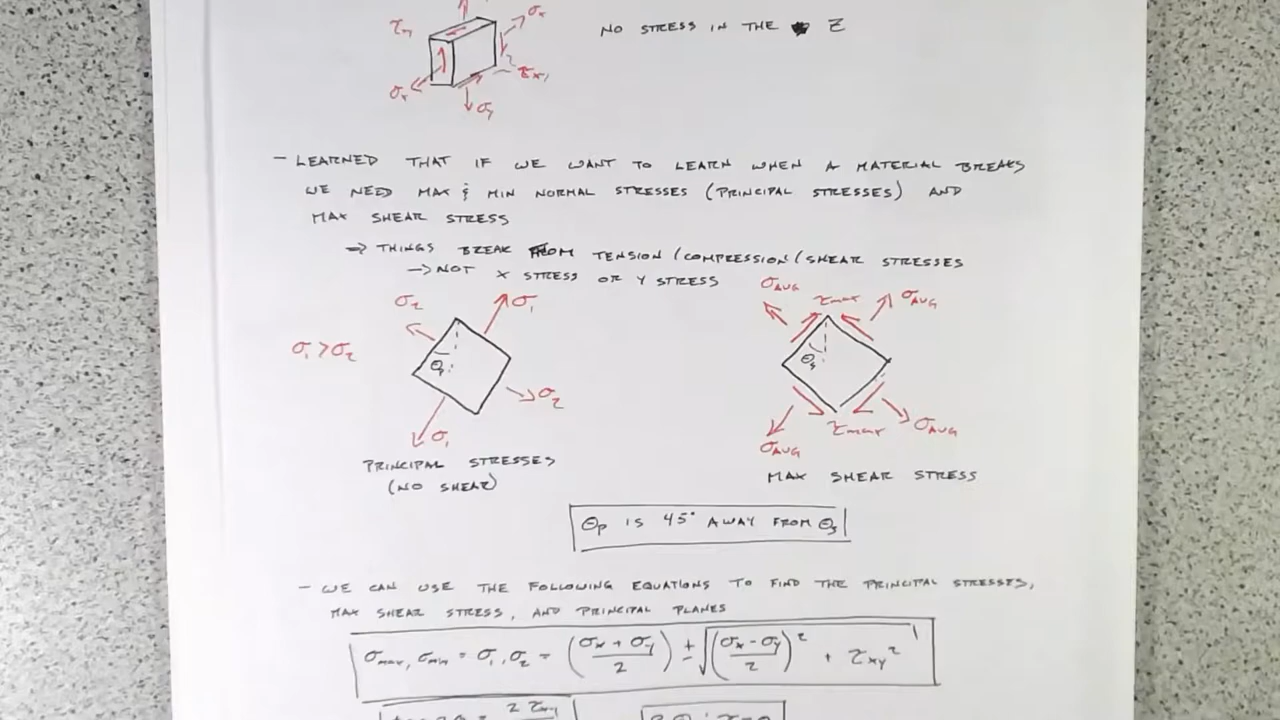 τxy
σx
NO STRESS IN THE Z
σx
τxy
σy
- LEARNED THAT IF WE WANT TO LEARN WHEN A MATERIAL BREAKS
WE NEED MAX & MIN NORMAL STRESSES (PRINCIPAL STRESSES) AND
MAX SHEAR STRESS
→ THINGS BREAK FROM TENSION/COMPRESSION/SHEAR STRESSES
→ NOT X STRESS OR Y STRESS
σ2 σ1
σAVG τmax σAVG
σ1 > σ2
θp
θs
σ2
σ1
σAVG τmax σAVG
PRINCIPAL STRESSES
(NO SHEAR)
MAX SHEAR STRESS
θp IS 45° AWAY FROM θs
- WE CAN USE THE FOLLOWING EQUATIONS TO FIND THE PRINCIPAL STRESSES,
MAX SHEAR STRESS, AND PRINCIPAL PLANES
σmax, σmin = σ1, σ2 = (σx + σy / 2) ± √((σx - σy / 2)² + τxy²)
2 τxy